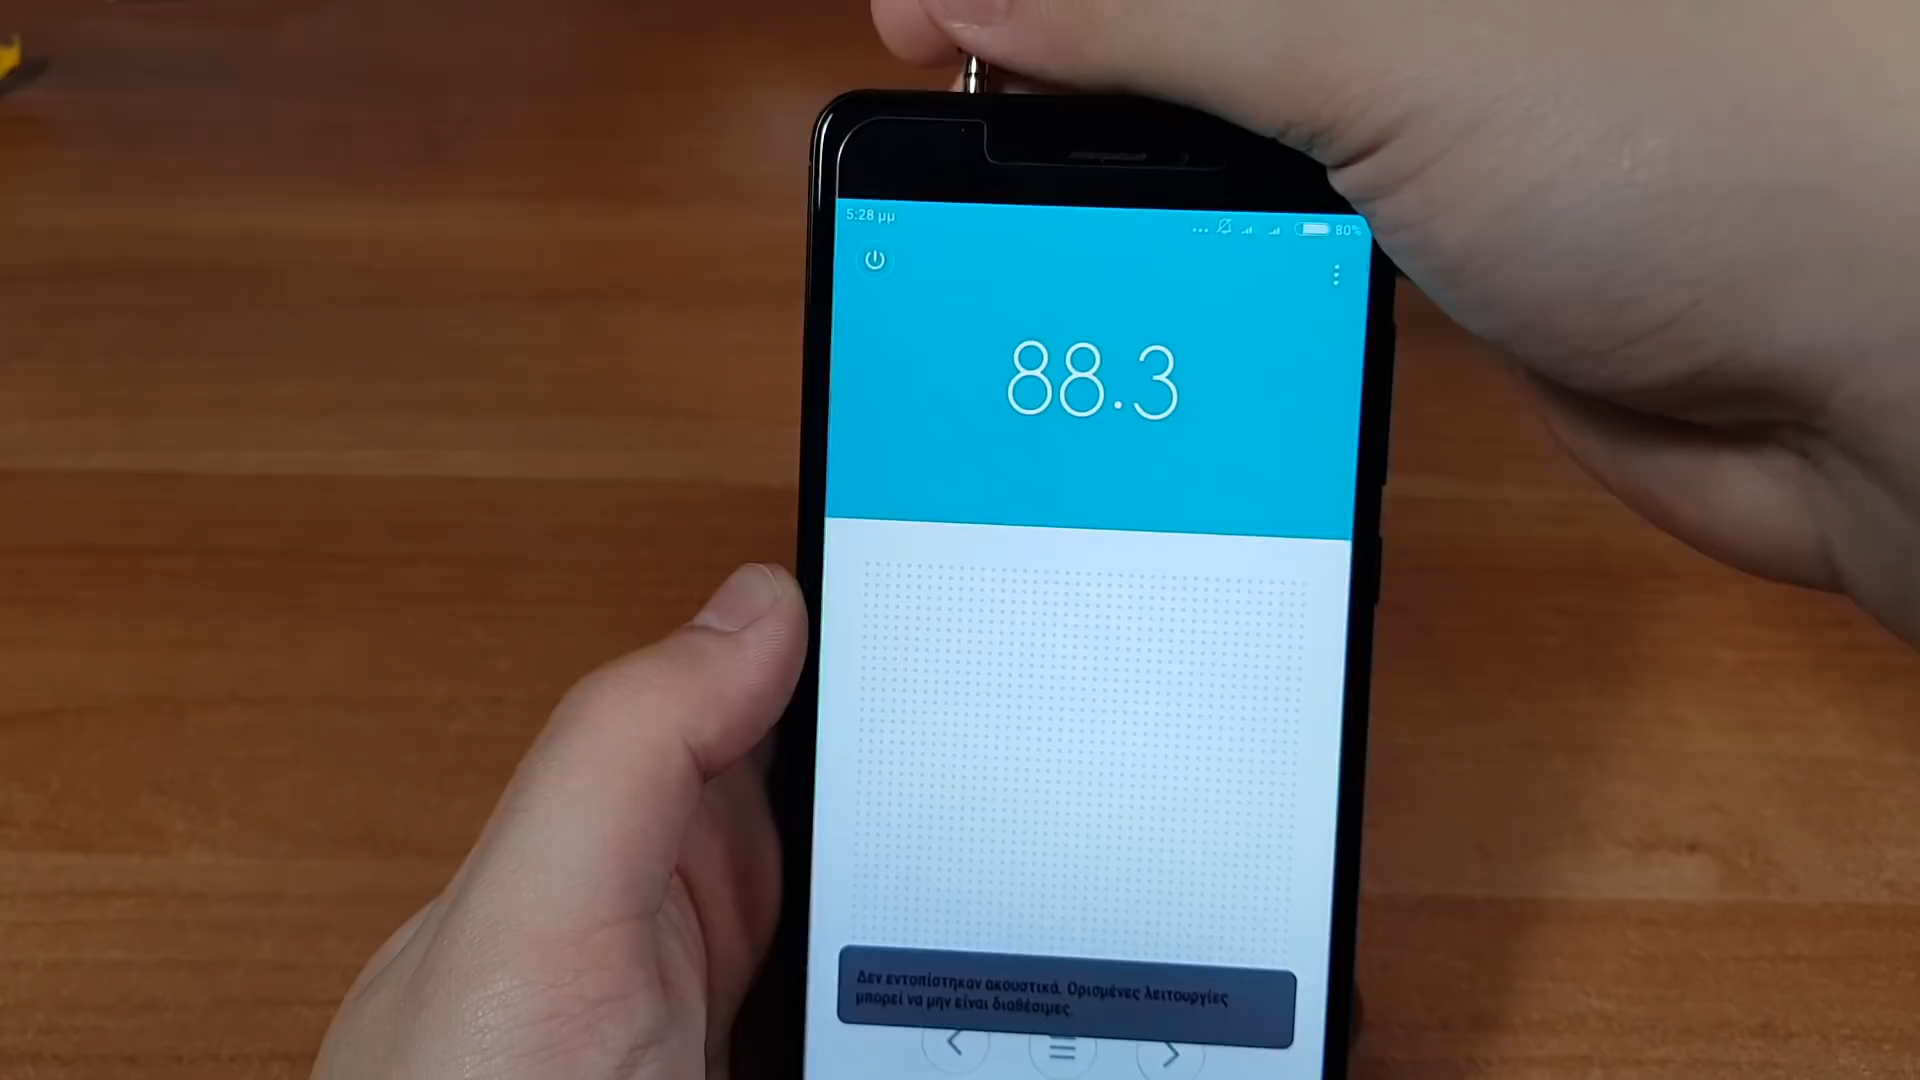 5:28 μμ
80%
88.3
Δεν εντοπίστηκαν ακουστικά. Ορισμένες λειτουργίες
μπορεί να μην είναι διαθέσιμες.